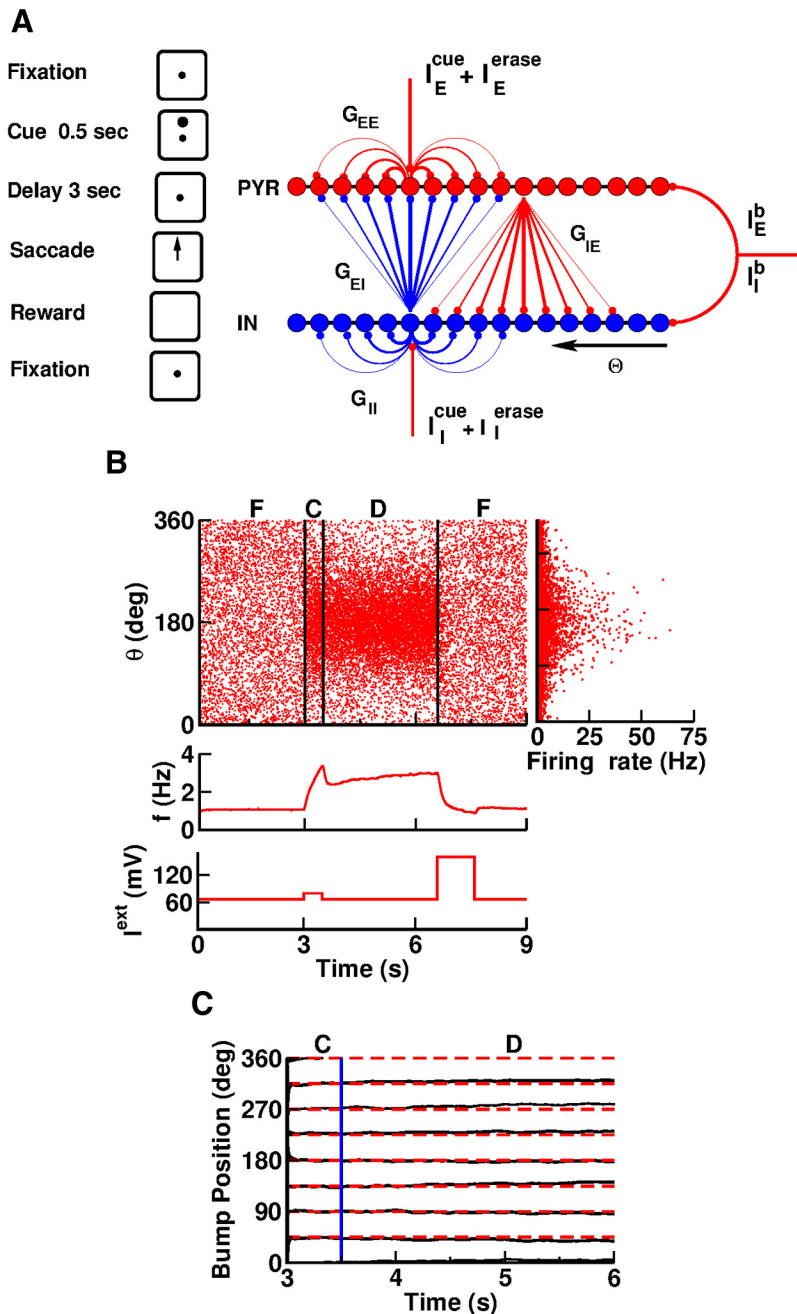 A
Fixation
Cue 0.5 sec
Delay 3 sec
Saccade
Reward
Fixation
I_E^cue + I_E^erase
G_EE
PYR
G_EI
G_IE
I_E^b
I_I^b
IN
G_II
Θ
I_I^cue + I_I^erase
B
F C D F
360
180
0
θ (deg)
0 25 50 75
Firing rate (Hz)
4
2
0
f (Hz)
120
60
I^ext (mV)
0 3 6 9
Time (s)
C
C D
360
270
180
90
0
Bump Position (deg)
3 4 5 6
Time (s)